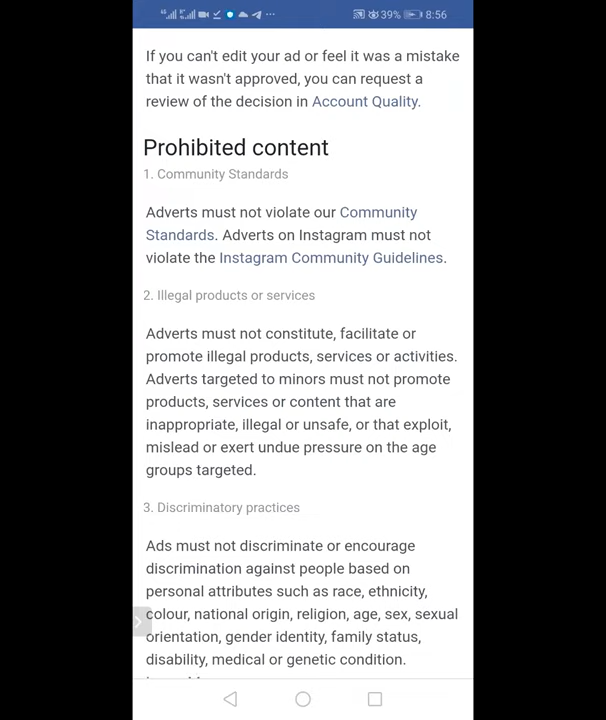 39% 8:56
If you can't edit your ad or feel it was a mistake
that it wasn't approved, you can request a
review of the decision in Account Quality.
Prohibited content
1. Community Standards
Adverts must not violate our Community
Standards. Adverts on Instagram must not
violate the Instagram Community Guidelines.
2. Illegal products or services
Adverts must not constitute, facilitate or
promote illegal products, services or activities.
Adverts targeted to minors must not promote
products, services or content that are
inappropriate, illegal or unsafe, or that exploit,
mislead or exert undue pressure on the age
groups targeted.
3. Discriminatory practices
Ads must not discriminate or encourage
discrimination against people based on
personal attributes such as race, ethnicity,
colour, national origin, religion, age, sex, sexual
orientation, gender identity, family status,
disability, medical or genetic condition.